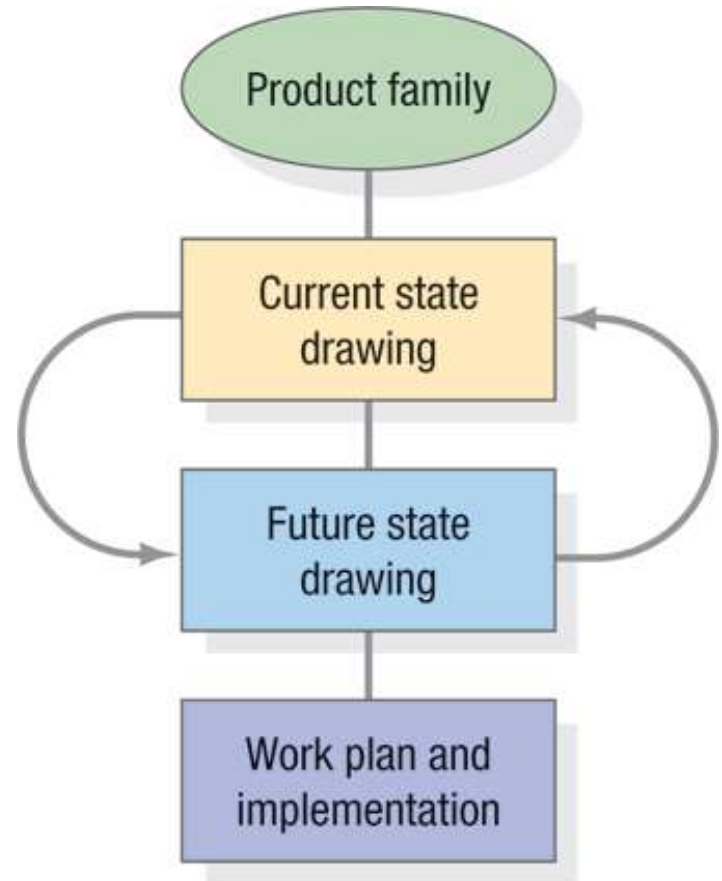 Product family
Current state
drawing
Future state
drawing
Work plan and
implementation